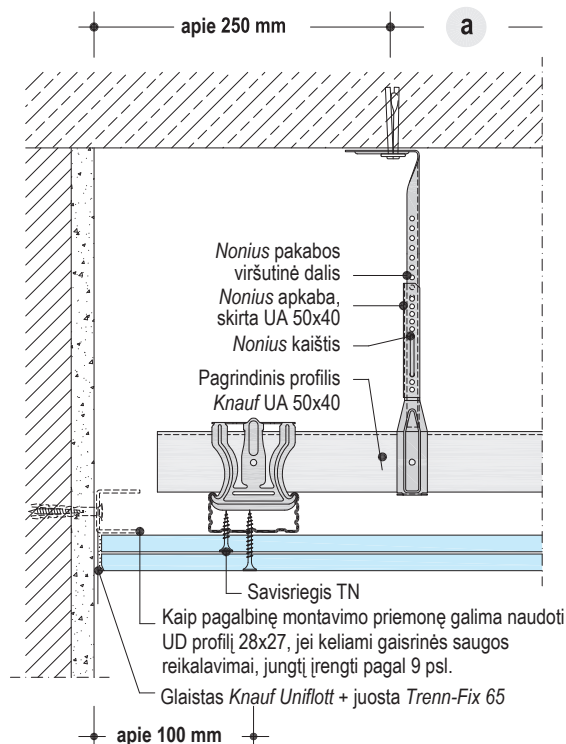 apie 250 mm
a
Nonius pakabos
viršutinė dalis
Nonius apkaba,
skirta UA 50x40
Nonius kaištis
Pagrindinis profilis
Knauf UA 50x40
Savisriegis TN
Kaip pagalbinę montavimo priemonę galima naudoti
UD profilį 28x27, jei keliami gaisrinės saugos
reikalavimai, jungtį įrengti pagal 9 psl.
Glaistas Knauf Uniflott + juosta Trenn-Fix 65
apie 100 mm